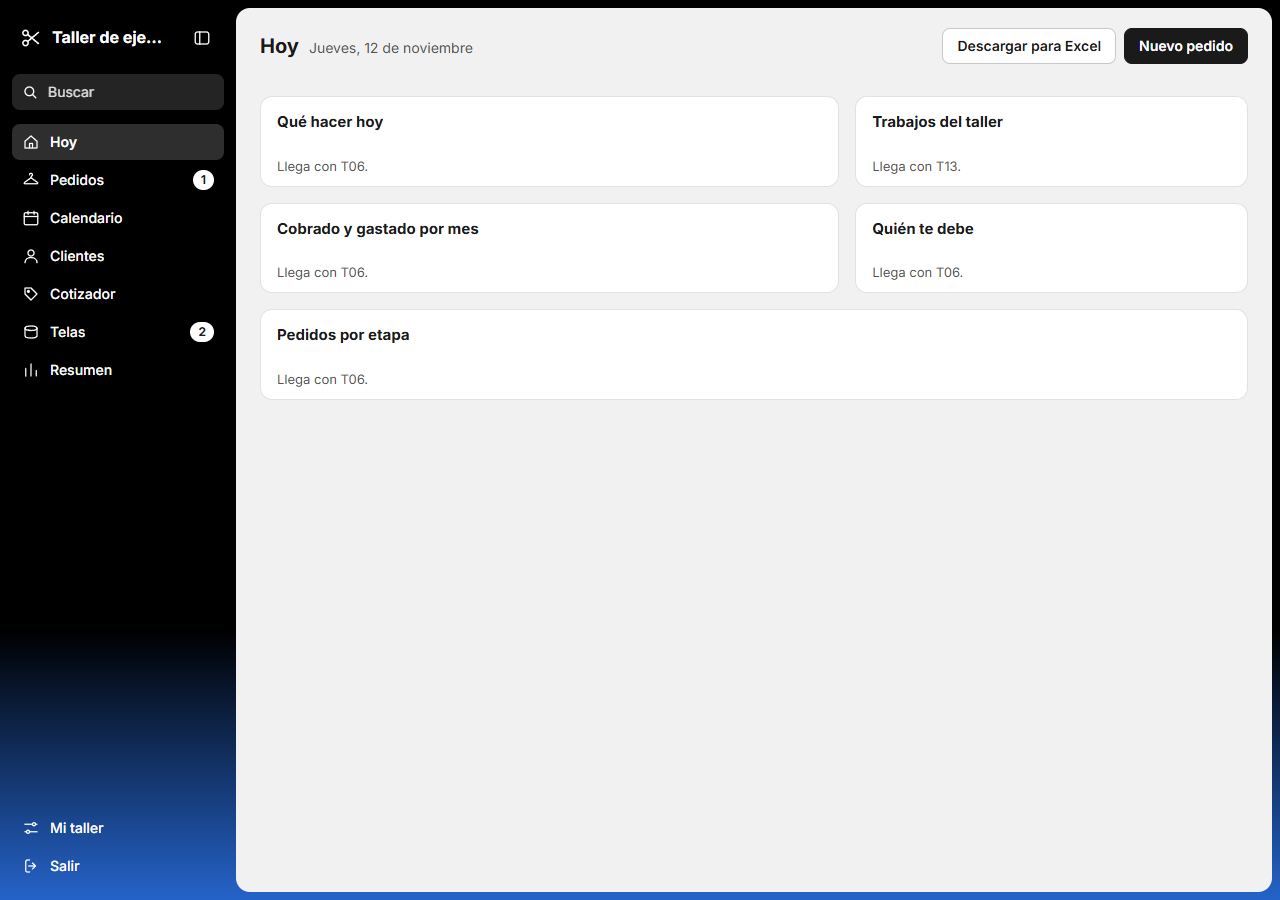 Taller de eje...
Buscar
Hoy
Pedidos 1
Calendario
Clientes
Cotizador
Telas 2
Resumen
Mi taller
Salir
Hoy Jueves, 12 de noviembre
Descargar para Excel
Nuevo pedido
Qué hacer hoy
Llega con T06.
Trabajos del taller
Llega con T13.
Cobrado y gastado por mes
Llega con T06.
Quién te debe
Llega con T06.
Pedidos por etapa
Llega con T06.